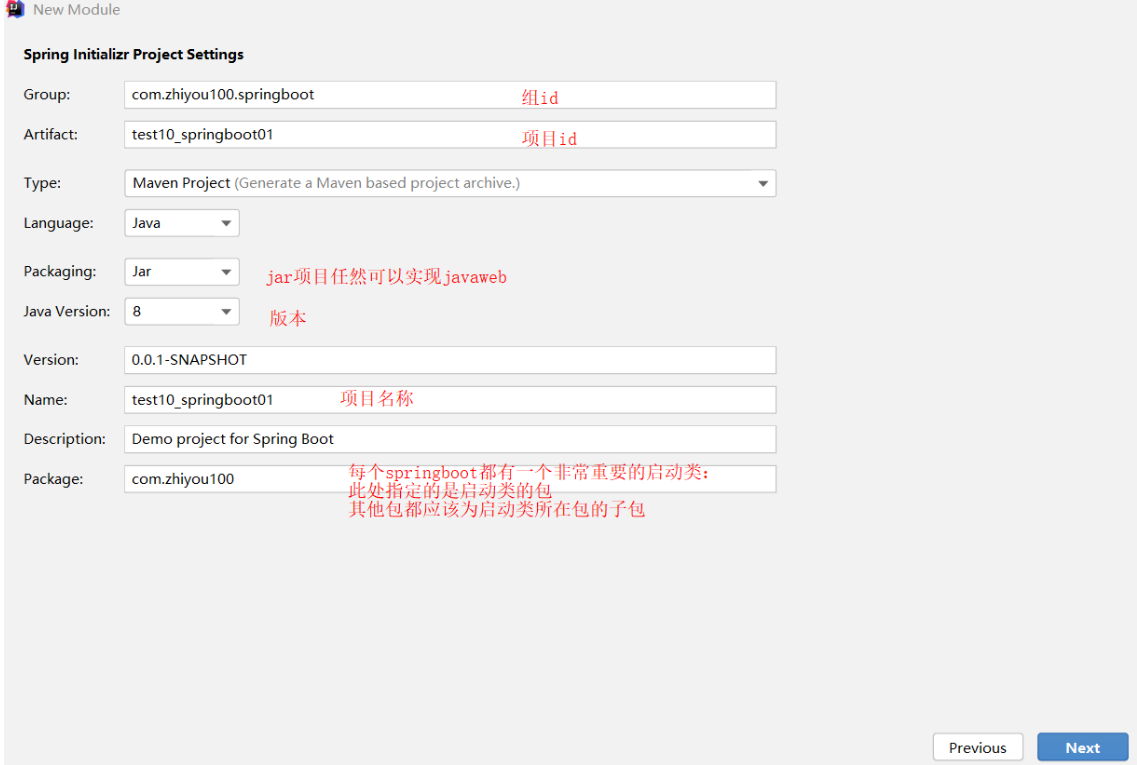 New Module
Spring Initializr Project Settings
Group: com.zhiyou100.springboot 组id
Artifact: test10_springboot01 项目id
Type: Maven Project (Generate a Maven based project archive.)
Language: Java
Packaging: Jar jar项目任然可以实现javaweb
Java Version: 8 版本
Version: 0.0.1-SNAPSHOT
Name: test10_springboot01 项目名称
Description: Demo project for Spring Boot
每个springboot都有一个非常重要的启动类:
Package: com.zhiyou100 此处指定的是启动类的包
其他包都应该为启动类所在包的子包
Previous Next